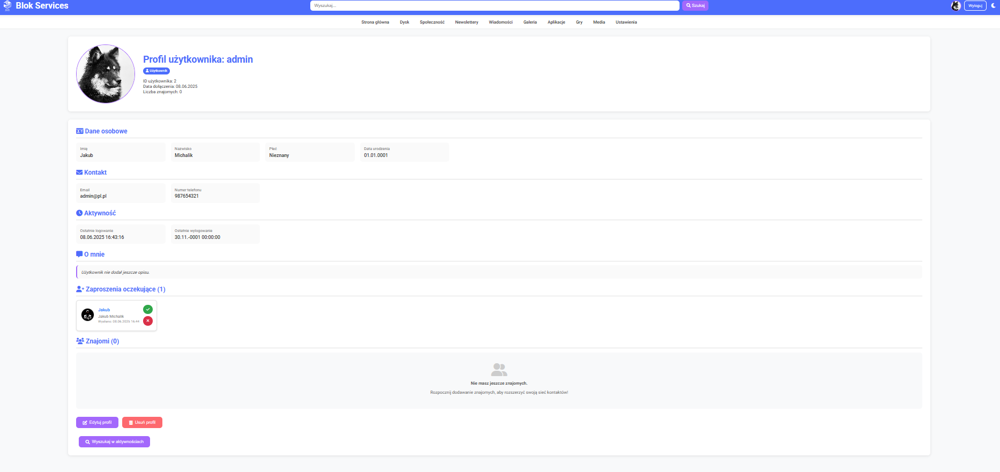 Blok Services
Wyszukaj...
Szukaj
Wyloguj
Strona główna Dysk Społeczność Newslettery Wiadomości Galeria Aplikacje Gry Media Ustawienia
Profil użytkownika: admin
Użytkownik
ID użytkownika: 2
Data dołączenia: 08.06.2025
Liczba znajomych: 0
Dane osobowe
Imię
Jakub
Nazwisko
Michalik
Płeć
Nieznany
Data urodzenia
01.01.0001
Kontakt
Email
admin@pl.pl
Numer telefonu
987654321
Aktywność
Ostatnie logowanie
08.06.2025 16:43:16
Ostatnie wylogowanie
30.11.-0001 00:00:00
O mnie
Użytkownik nie dodał jeszcze opisu.
Zaproszenia oczekujące (1)
Jakub
Jakub Michalik
Wysłano: 08.06.2025 16:44
Znajomi (0)
Nie masz jeszcze znajomych.
Rozpocznij dodawanie znajomych, aby rozszerzyć swoją sieć kontaktów!
Edytuj profil
Usuń profil
Wyszukaj w aktywnościach